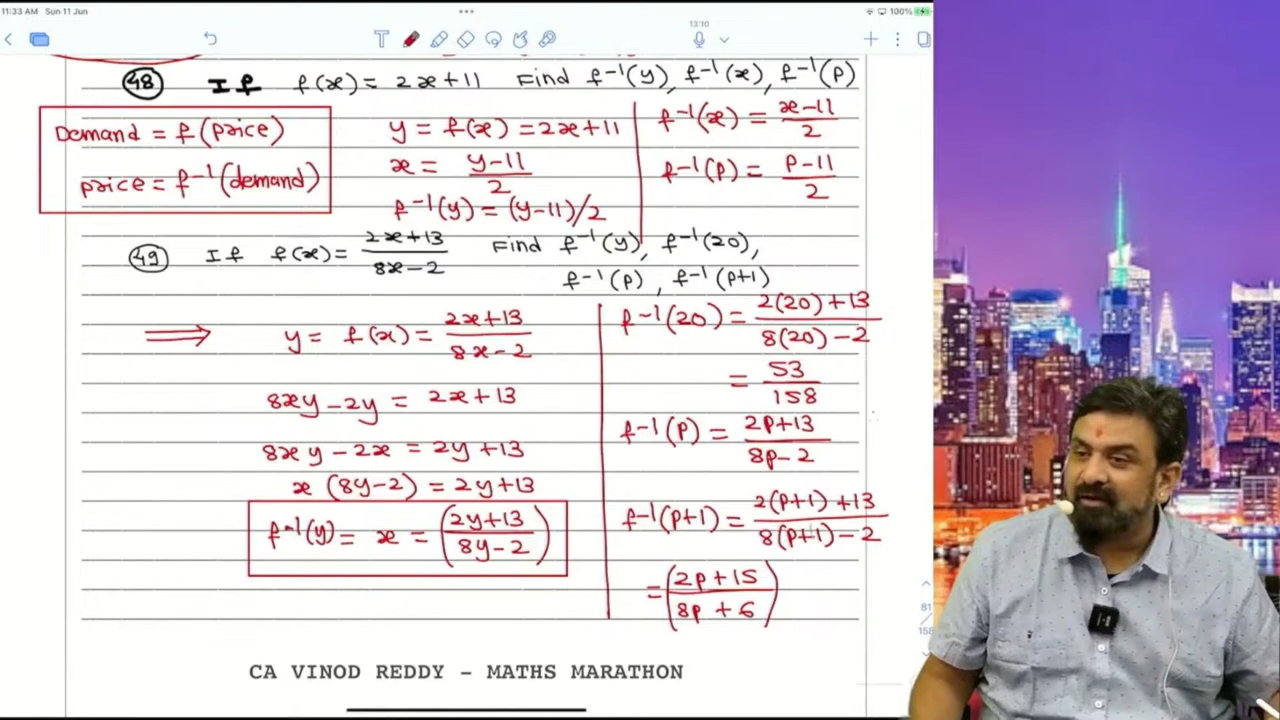 11:33 AM Sun 11 Jun
100%
13:10
T
48 If f(x) = 2x+11 Find f⁻¹(y), f⁻¹(x), f⁻¹(P)
Demand = f(price)
price = f⁻¹(demand)
y = f(x) = 2x+11
x = (y-11)/2
f⁻¹(y) = (y-11)/2
f⁻¹(x) = (x-11)/2
f⁻¹(P) = (P-11)/2
49 If f(x) = (2x+13)/(8x-2) Find f⁻¹(y), f⁻¹(20),
f⁻¹(P), f⁻¹(P+1)
⟹ y = f(x) = (2x+13)/(8x-2)
8xy-2y = 2x+13
8xy-2x = 2y+13
x(8y-2) = 2y+13
f⁻¹(y) = x = ((2y+13)/(8y-2))
f⁻¹(20) = (2(20)+13)/(8(20)-2)
= 53/158
f⁻¹(P) = (2P+13)/(8P-2)
f⁻¹(P+1) = (2(P+1)+13)/(8(P+1)-2)
= ((2P+15)/(8P+6))
81
158
CA VINOD REDDY - MATHS MARATHON